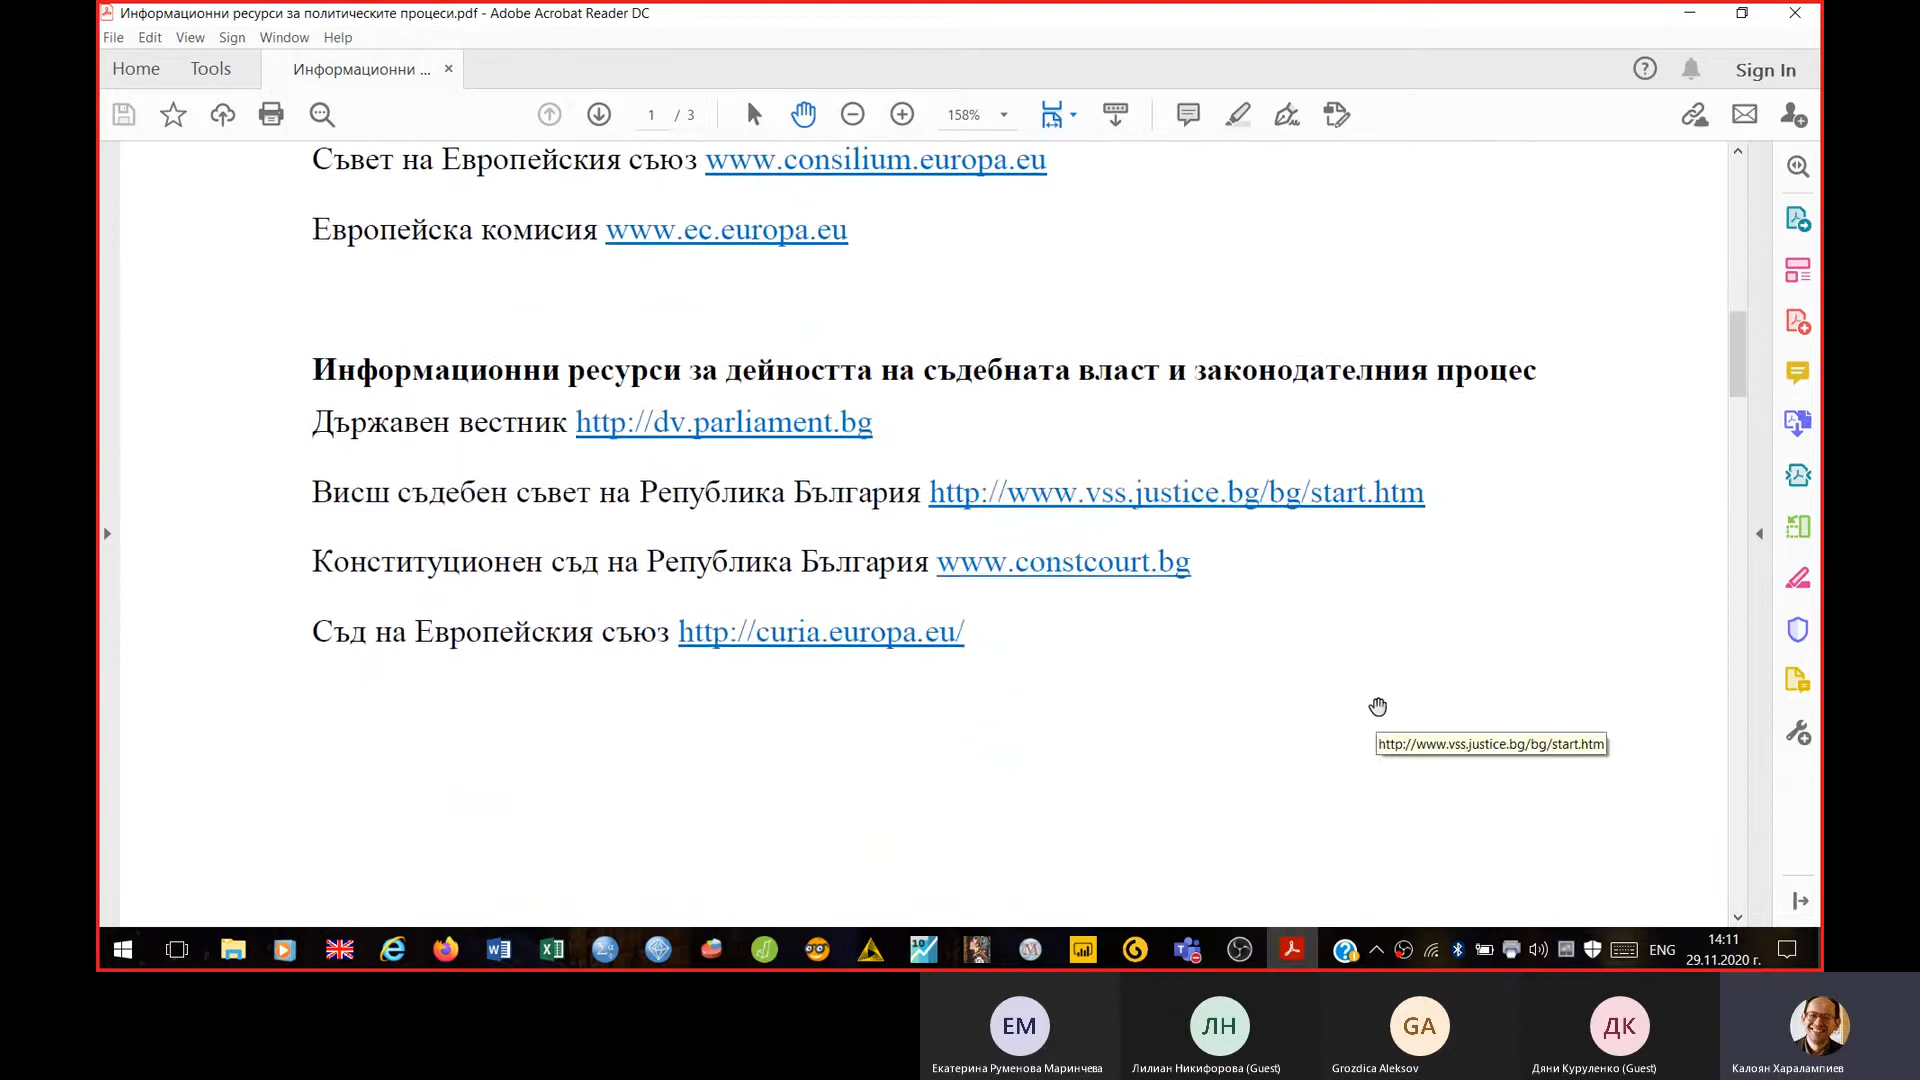 Информационни ресурси за политическите процеси.pdf - Adobe Acrobat Reader DC
File Edit View Sign Window Help
Home Tools Информационни ... × Sign In
1 / 3 158%
Съвет на Европейския съюз www.consilium.europa.eu
Европейска комисия www.ec.europa.eu
Информационни ресурси за дейността на съдебната власт и законодателния процес
Държавен вестник http://dv.parliament.bg
Висш съдебен съвет на Република България http://www.vss.justice.bg/bg/start.htm
Конституционен съд на Република България www.constcourt.bg
Съд на Европейския съюз http://curia.europa.eu/
http://www.vss.justice.bg/bg/start.htm
ENG 14:11
29.11.2020 г.
ЕМ ЛН GA ДК
Екатерина Руменова Маринчева Лилиан Никифорова (Guest) Grozdica Aleksov Дяни Куруленко (Guest) Калоян Харалампиев